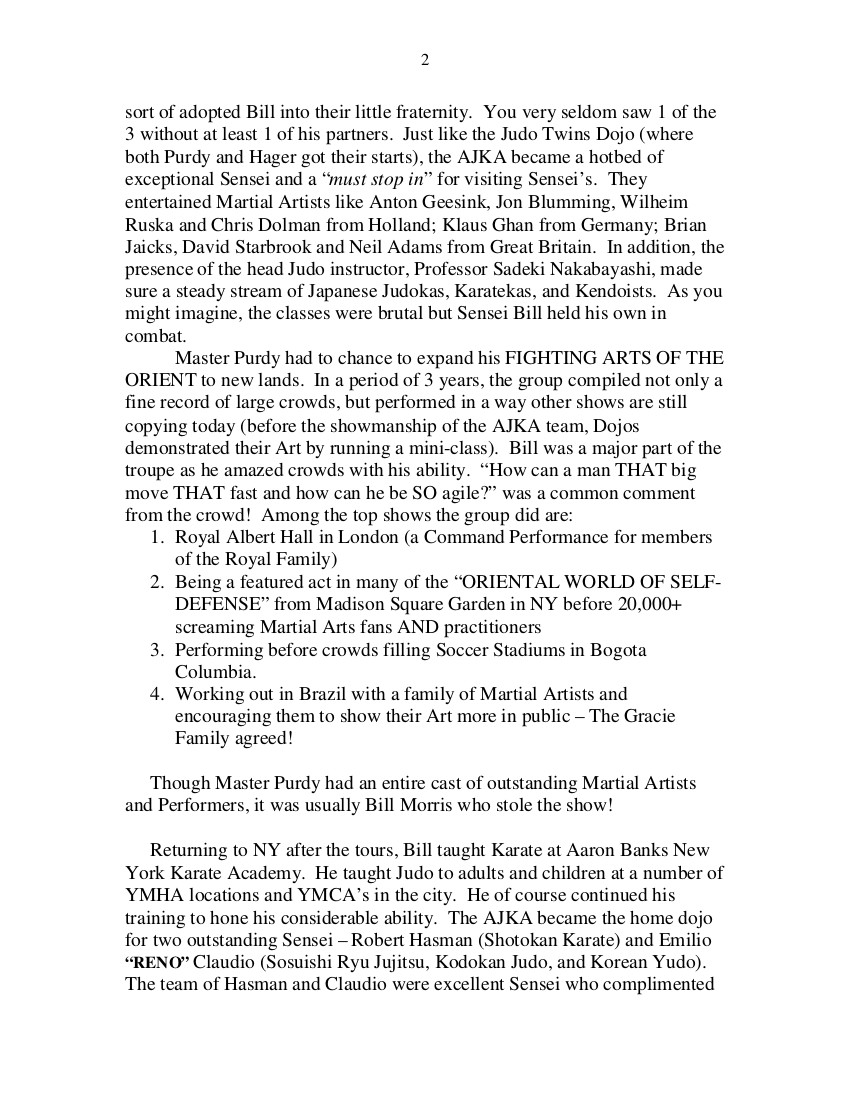 2
sort of adopted Bill into their little fraternity.  You very seldom saw 1 of the
3 without at least 1 of his partners.  Just like the Judo Twins Dojo (where
both Purdy and Hager got their starts), the AJKA became a hotbed of
exceptional Sensei and a “must stop in” for visiting Sensei’s.  They
entertained Martial Artists like Anton Geesink, Jon Blumming, Wilheim
Ruska and Chris Dolman from Holland; Klaus Ghan from Germany; Brian
Jaicks, David Starbrook and Neil Adams from Great Britain.  In addition, the
presence of the head Judo instructor, Professor Sadeki Nakabayashi, made
sure a steady stream of Japanese Judokas, Karatekas, and Kendoists.  As you
might imagine, the classes were brutal but Sensei Bill held his own in
combat.
Master Purdy had to chance to expand his FIGHTING ARTS OF THE
ORIENT to new lands.  In a period of 3 years, the group compiled not only a
fine record of large crowds, but performed in a way other shows are still
copying today (before the showmanship of the AJKA team, Dojos
demonstrated their Art by running a mini-class).  Bill was a major part of the
troupe as he amazed crowds with his ability.  “How can a man THAT big
move THAT fast and how can he be SO agile?” was a common comment
from the crowd!  Among the top shows the group did are:
1.  Royal Albert Hall in London (a Command Performance for members
of the Royal Family)
2.  Being a featured act in many of the “ORIENTAL WORLD OF SELF-
DEFENSE” from Madison Square Garden in NY before 20,000+
screaming Martial Arts fans AND practitioners
3.  Performing before crowds filling Soccer Stadiums in Bogota
Columbia.
4.  Working out in Brazil with a family of Martial Artists and
encouraging them to show their Art more in public – The Gracie
Family agreed!
Though Master Purdy had an entire cast of outstanding Martial Artists
and Performers, it was usually Bill Morris who stole the show!
Returning to NY after the tours, Bill taught Karate at Aaron Banks New
York Karate Academy.  He taught Judo to adults and children at a number of
YMHA locations and YMCA’s in the city.  He of course continued his
training to hone his considerable ability.  The AJKA became the home dojo
for two outstanding Sensei – Robert Hasman (Shotokan Karate) and Emilio
“RENO” Claudio (Sosuishi Ryu Jujitsu, Kodokan Judo, and Korean Yudo).
The team of Hasman and Claudio were excellent Sensei who complimented